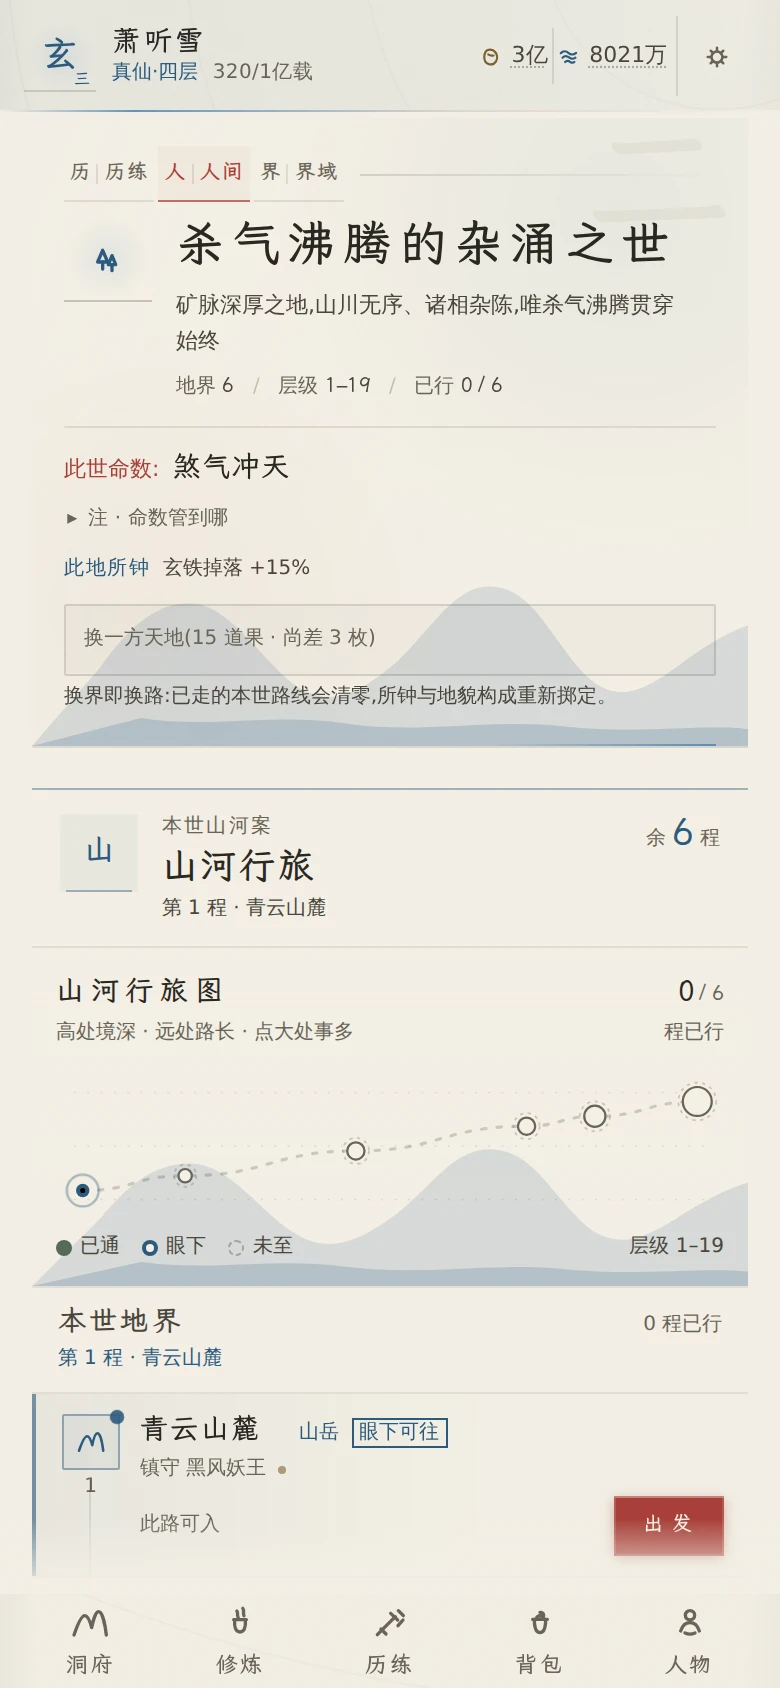 玄三
萧听雪
真仙·四层 320/1亿载
3亿 8021万
历 历练 人 人间 界 界域
杀气沸腾的杂涌之世
矿脉深厚之地,山川无序、诸相杂陈,唯杀气沸腾贯穿
始终
地界 6 / 层级 1–19 / 已行 0 / 6
此世命数: 煞气冲天
▸ 注 · 命数管到哪
此地所钟 玄铁掉落 +15%
换一方天地(15 道果 · 尚差 3 枚)
换界即换路:已走的本世路线会清零,所钟与地貌构成重新掷定。
山
本世山河案
山河行旅
第 1 程 · 青云山麓
余 6 程
山河行旅图
0 / 6
高处境深 · 远处路长 · 点大处事多
程已行
已通 眼下 未至
层级 1–19
本世地界
0 程已行
第 1 程 · 青云山麓
青云山麓 山岳 眼下可往
镇守 黑风妖王
1
此路可入
出发
洞府 修炼 历练 背包 人物